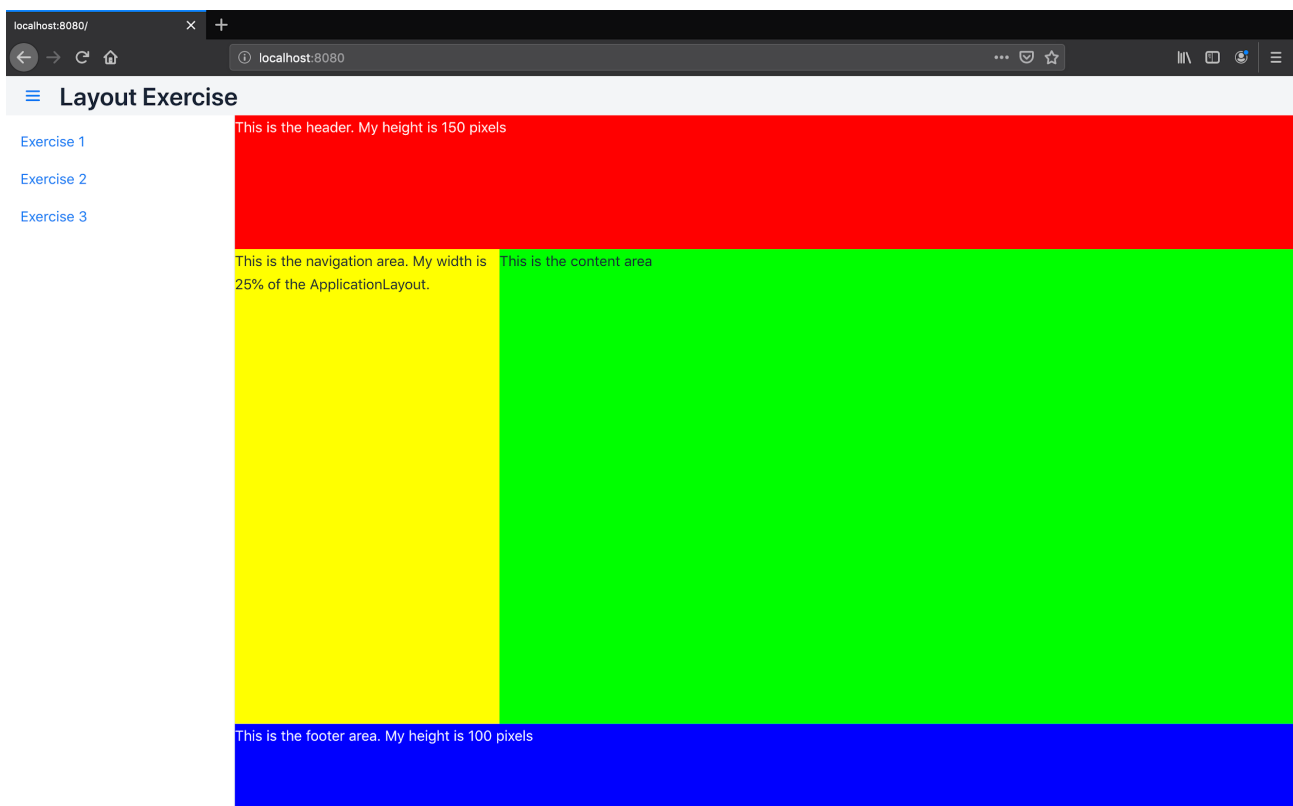 localhost:8080/
localhost:8080
Layout Exercise
Exercise 1
Exercise 2
Exercise 3
This is the header. My height is 150 pixels
This is the navigation area. My width is
25% of the ApplicationLayout.
This is the content area
This is the footer area. My height is 100 pixels